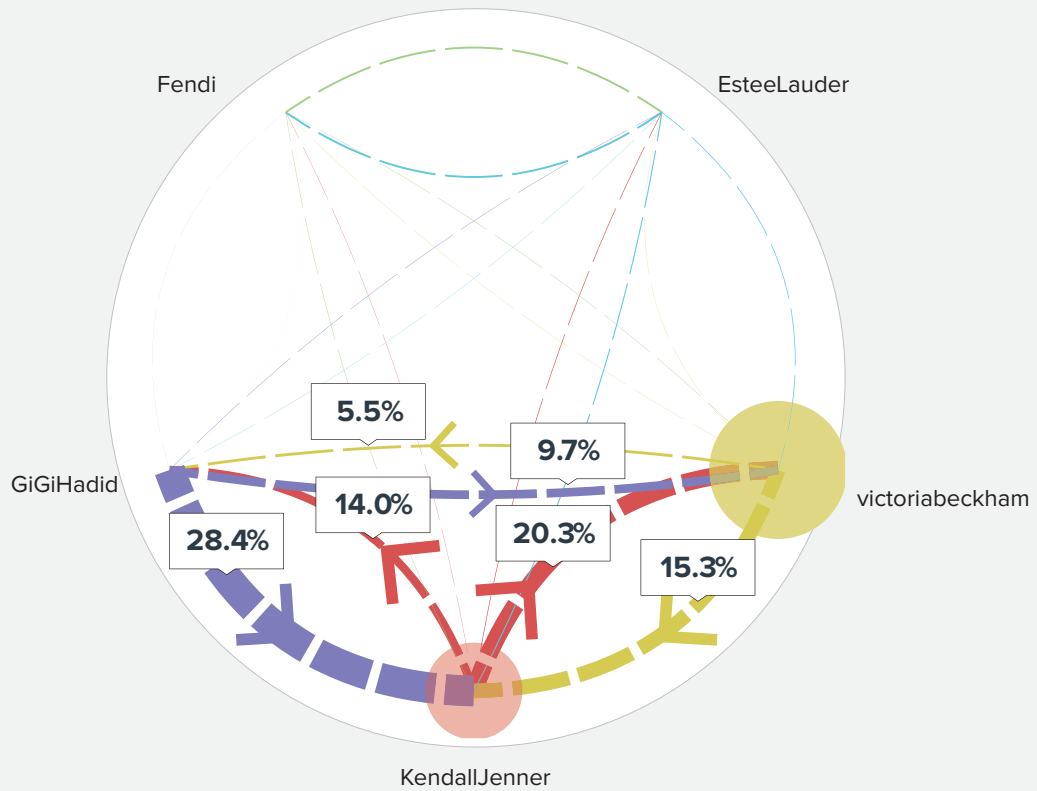 Fendi
EsteeLauder
5.5%
9.7%
GiGiHadid
14.0%
victoriabeckham
28.4%
20.3%
15.3%
KendallJenner